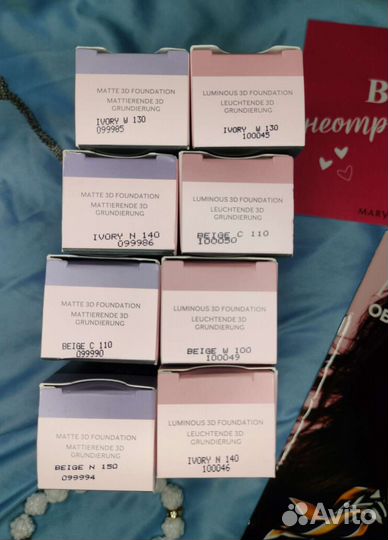 MATTE 3D FOUNDATION
MATTIERENDE 3D
GRUNDIERUNG
IVORY W 130
099985
LUMINOUS 3D FOUNDATION
LEUCHTENDE 3D
GRUNDIERUNG
IVORY W 130
100045
MATTE 3D FOUNDATION
MATTIERENDE 3D
GRUNDIERUNG
IVORY N 140
099986
LUMINOUS 3D FOUNDATION
LEUCHTENDE 3D
GRUNDIERUNG
BEIGE C 110
100050
MATTE 3D FOUNDATION
MATTIERENDE 3D
GRUNDIERUNG
BEIGE C 110
099990
LUMINOUS 3D FOUNDATION
LEUCHTENDE 3D
GRUNDIERUNG
BEIGE W 100
100049
MATTE 3D FOUNDATION
MATTIERENDE 3D
GRUNDIERUNG
BEIGE N 150
099994
LUMINOUS 3D FOUNDATION
LEUCHTENDE 3D
GRUNDIERUNG
IVORY N 140
100046
В
неотр
MARY
ОБ
Avito